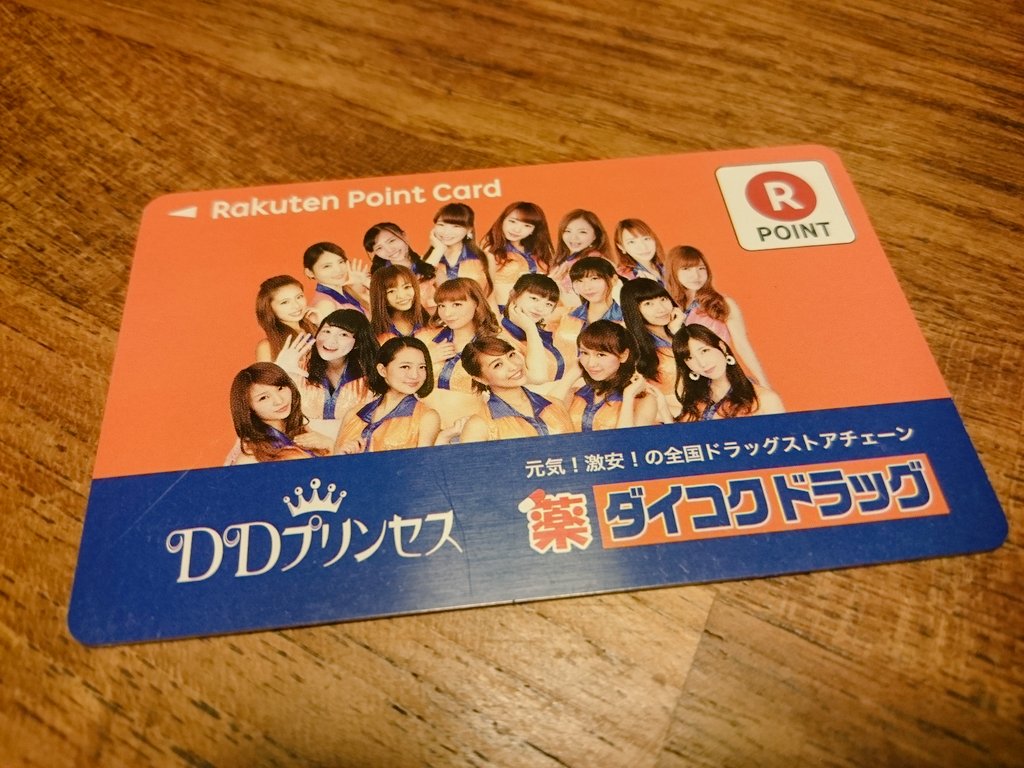 Rakuten Point Card
R
POINT
元気！激安！の全国ドラッグストアチェーン
DDプリンセス
薬 ダイコクドラッグ